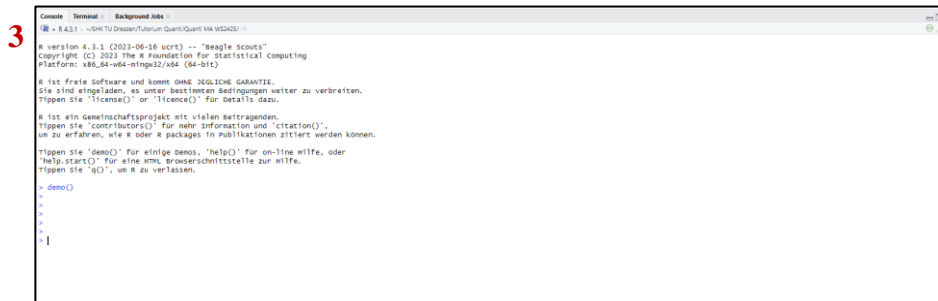 Console Terminal × Background Jobs ×
3
R 4.3.1 · ~/SHK TU Dresden/Tutorium Quanti/Quanti MA WS2425/
R version 4.3.1 (2023-06-16 ucrt) -- "Beagle Scouts"
Copyright (C) 2023 The R Foundation for Statistical Computing
Platform: x86_64-w64-mingw32/x64 (64-bit)
R ist freie Software und kommt OHNE JEGLICHE GARANTIE.
Sie sind eingeladen, es unter bestimmten Bedingungen weiter zu verbreiten.
Tippen Sie 'license()' or 'licence()' für Details dazu.
R ist ein Gemeinschaftsprojekt mit vielen Beitragenden.
Tippen Sie 'contributors()' für mehr Information und 'citation()',
um zu erfahren, wie R oder R packages in Publikationen zitiert werden können.
Tippen Sie 'demo()' für einige Demos, 'help()' für on-line Hilfe, oder
'help.start()' für eine HTML Browserschnittstelle zur Hilfe.
Tippen Sie 'q()', um R zu verlassen.
> demo()
>
>
>
>
>
>